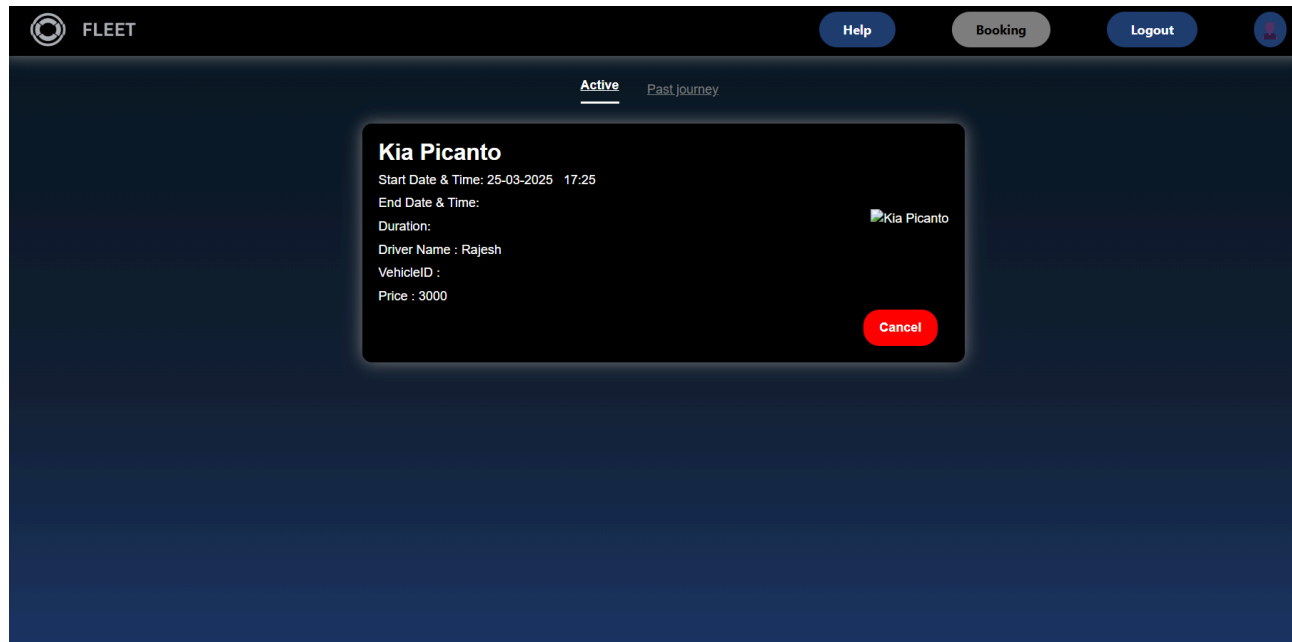 FLEET
Help
Booking
Logout
Active
Past journey
Kia Picanto
Start Date & Time: 25-03-2025 17:25
End Date & Time:
Duration:
Kia Picanto
Driver Name : Rajesh
VehicleID :
Price : 3000
Cancel